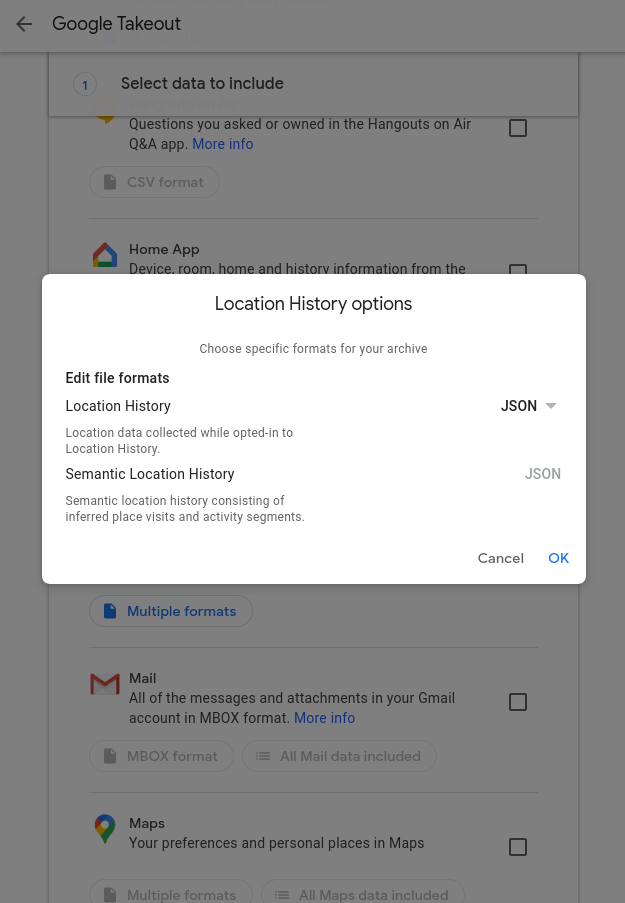 Google Takeout
1 Select data to include
Questions you asked or owned in the Hangouts on Air
Q&A app. More info
CSV format
Home App
Device, room, home and history information from the
Location History options
Choose specific formats for your archive
Edit file formats
Location History JSON
Location data collected while opted-in to
Location History.
Semantic Location History JSON
Semantic location history consisting of
inferred place visits and activity segments.
Cancel OK
Multiple formats
Mail
All of the messages and attachments in your Gmail
account in MBOX format. More info
MBOX format All Mail data included
Maps
Your preferences and personal places in Maps
Multiple formats All Maps data included